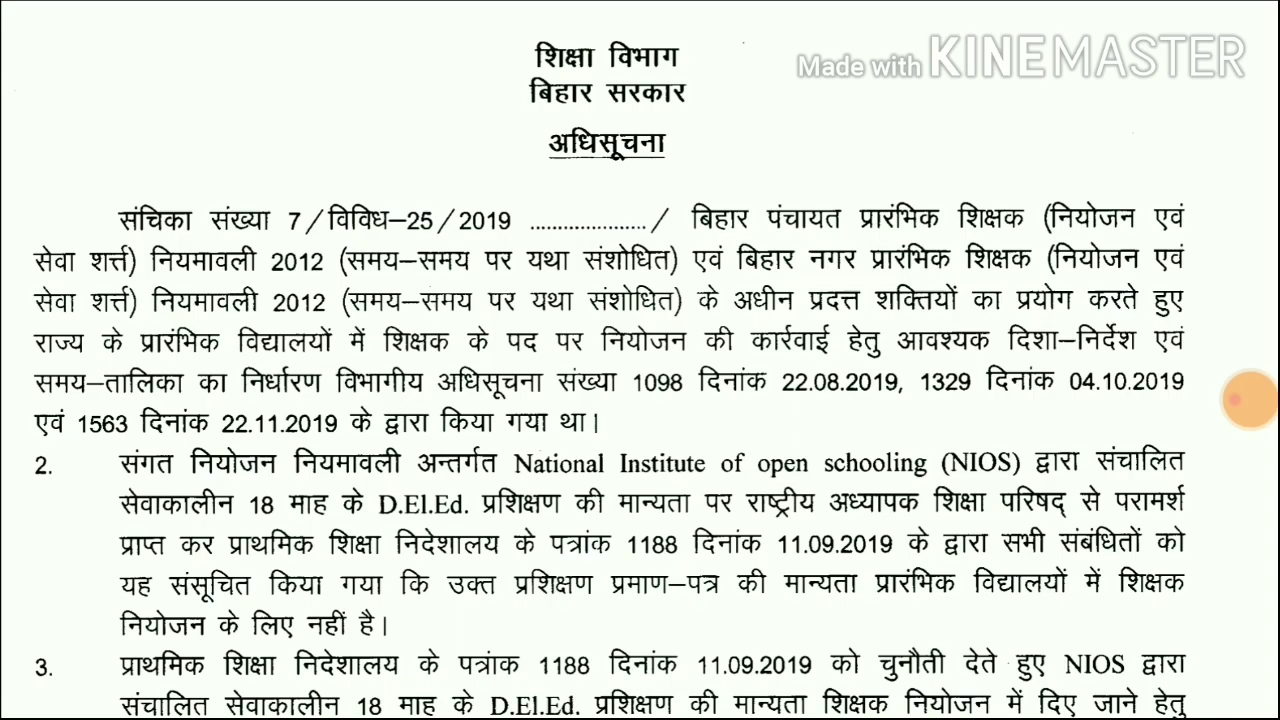 शिक्षा विभाग
बिहार सरकार
अधिसूचना
Made with KINEMASTER
संचिका संख्या 7/विविध–25/2019 ...................../ बिहार पंचायत प्रारंभिक शिक्षक (नियोजन एवं
सेवा शर्त्त) नियमावली 2012 (समय–समय पर यथा संशोधित) एवं बिहार नगर प्रारंभिक शिक्षक (नियोजन एवं
सेवा शर्त्त) नियमावली 2012 (समय–समय पर यथा संशोधित) के अधीन प्रदत्त शक्तियों का प्रयोग करते हुए
राज्य के प्रारंभिक विद्यालयों में शिक्षक के पद पर नियोजन की कार्रवाई हेतु आवश्यक दिशा–निर्देश एवं
समय–तालिका का निर्धारण विभागीय अधिसूचना संख्या 1098 दिनांक 22.08.2019, 1329 दिनांक 04.10.2019
एवं 1563 दिनांक 22.11.2019 के द्वारा किया गया था।
2. संगत नियोजन नियमावली अन्तर्गत National Institute of open schooling (NIOS) द्वारा संचालित
सेवाकालीन 18 माह के D.El.Ed. प्रशिक्षण की मान्यता पर राष्ट्रीय अध्यापक शिक्षा परिषद् से परामर्श
प्राप्त कर प्राथमिक शिक्षा निदेशालय के पत्रांक 1188 दिनांक 11.09.2019 के द्वारा सभी संबंधितों को
यह संसूचित किया गया कि उक्त प्रशिक्षण प्रमाण–पत्र की मान्यता प्रारंभिक विद्यालयों में शिक्षक
नियोजन के लिए नहीं है।
3. प्राथमिक शिक्षा निदेशालय के पत्रांक 1188 दिनांक 11.09.2019 को चुनौती देते हुए NIOS द्वारा
संचालित सेवाकालीन 18 माह के D.El.Ed. प्रशिक्षण की मान्यता शिक्षक नियोजन में दिए जाने हेतु